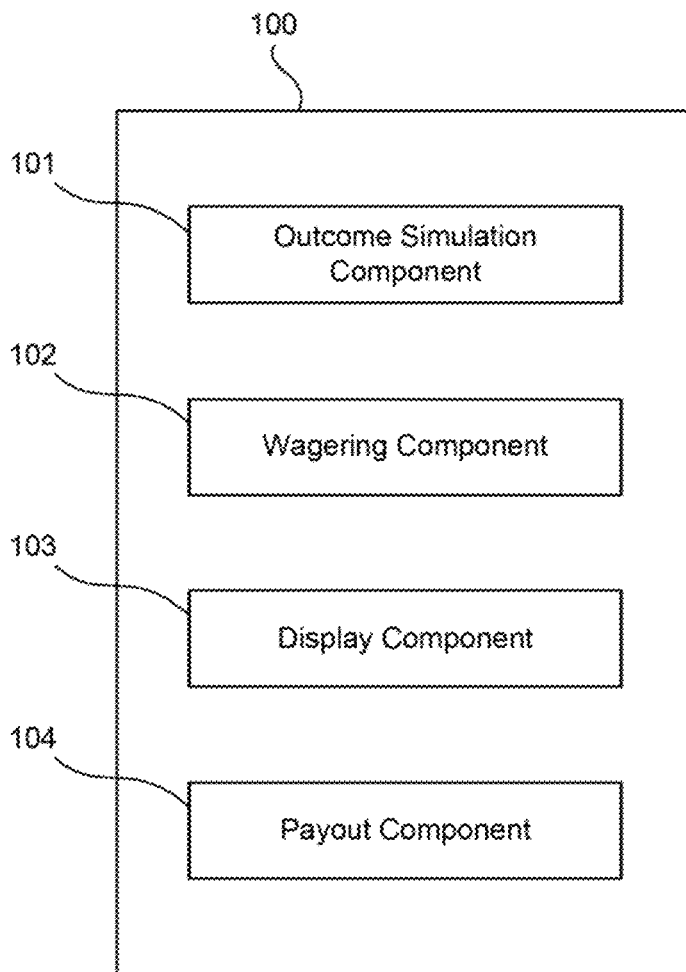 100
101
Outcome Simulation
Component
102
Wagering Component
103
Display Component
104
Payout Component